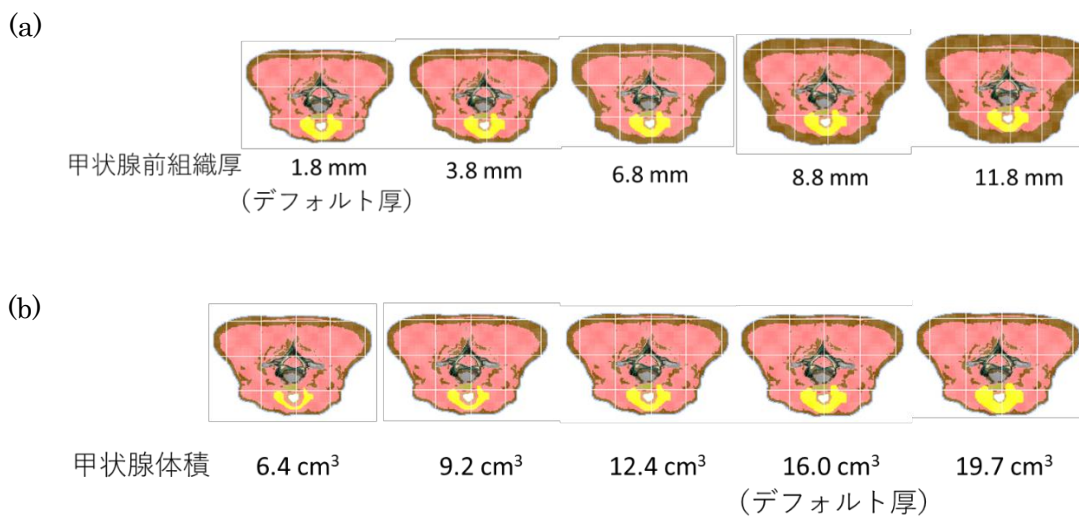 (a)
甲状腺前組織厚 1.8 mm 3.8 mm 6.8 mm 8.8 mm 11.8 mm
(デフォルト厚)
(b)
甲状腺体積 6.4 cm³ 9.2 cm³ 12.4 cm³ 16.0 cm³ 19.7 cm³
(デフォルト厚)